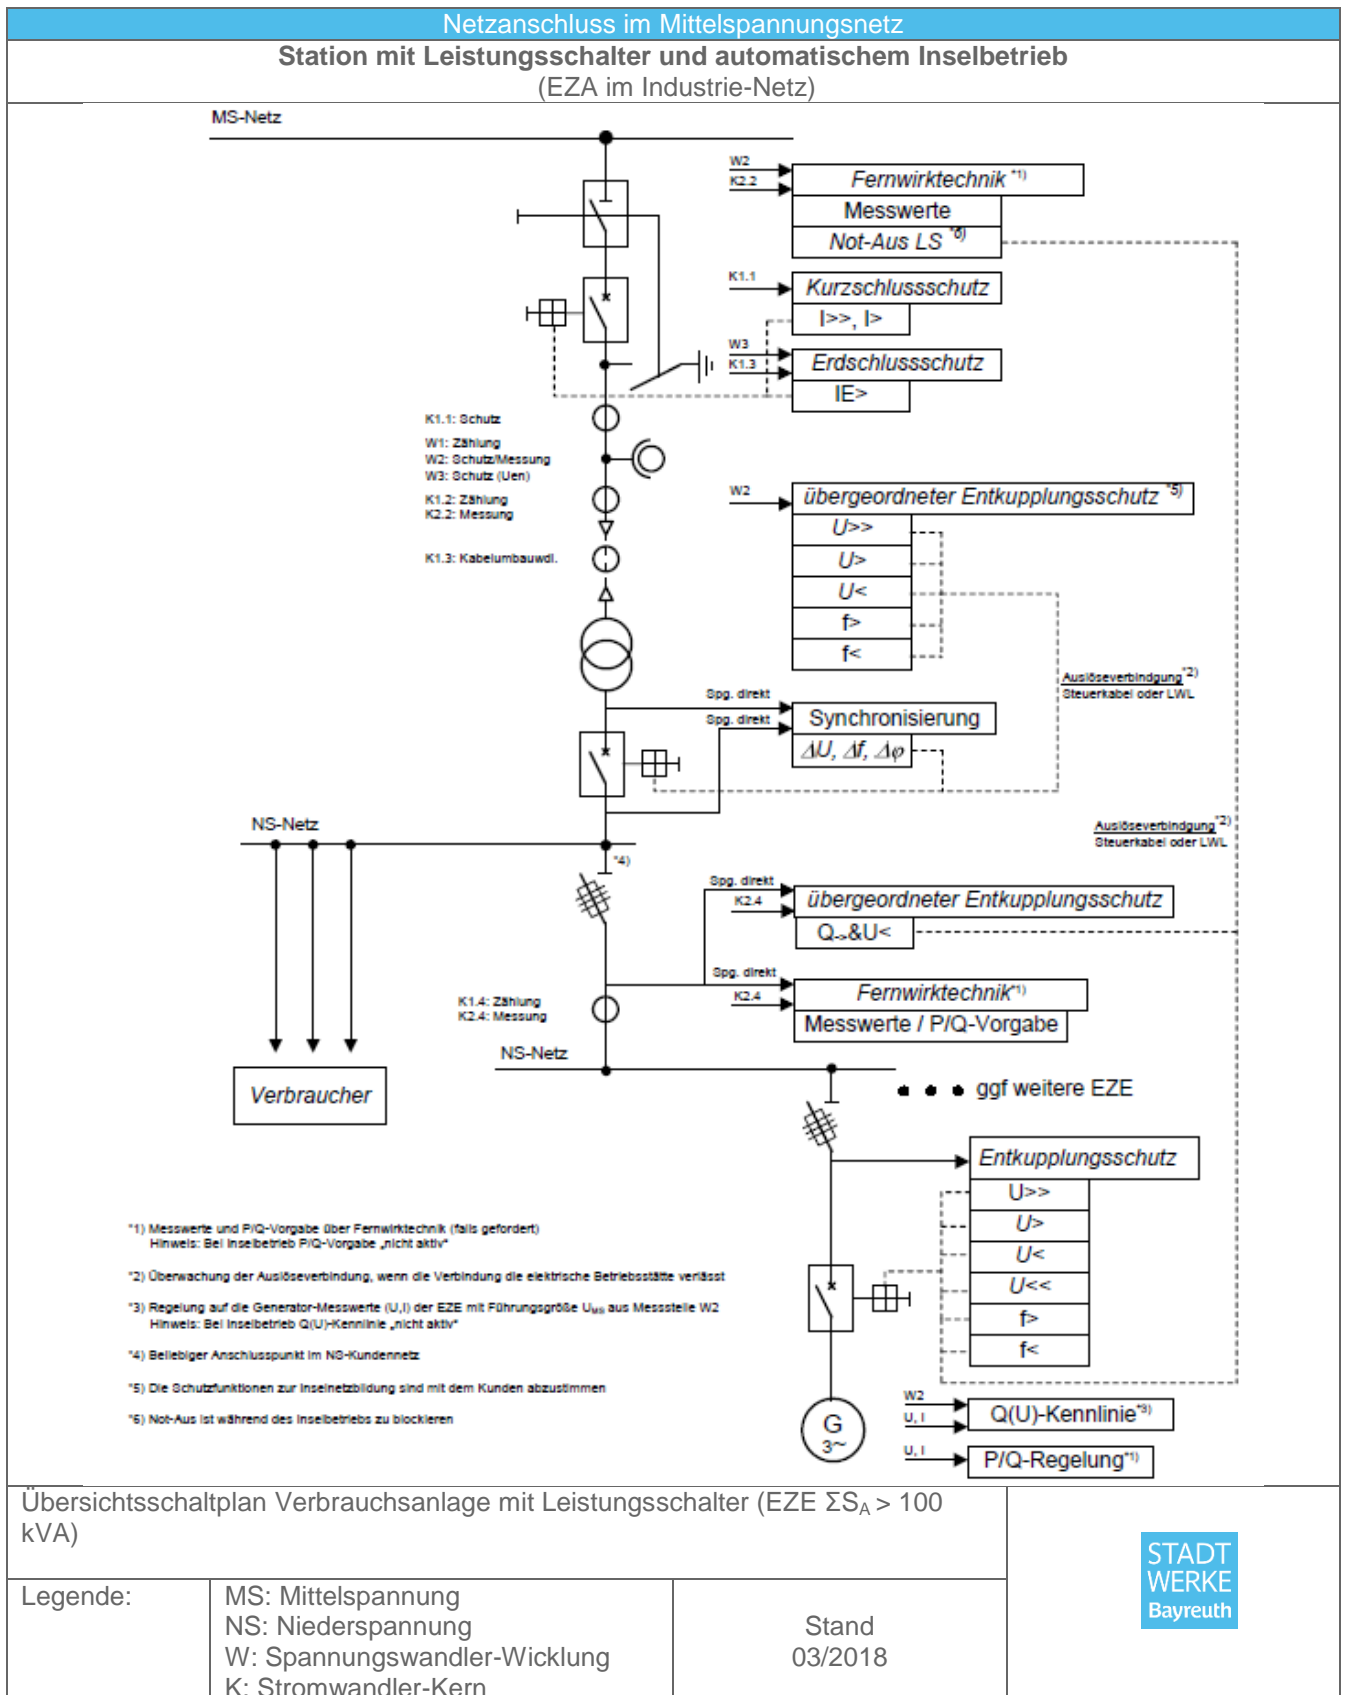 Netzanschluss im Mittelspannungsnetz
Station mit Leistungsschalter und automatischem Inselbetrieb
(EZA im Industrie-Netz)
MS-Netz
W2
K2.2
Fernwirktechnik *1)
Messwerte
Not-Aus LS *6)
K1.1
Kurzschlussschutz
I>>, I>
W3
K1.3
Erdschlussschutz
IE>
K1.1: Schutz
W1: Zählung
W2: Schutz/Messung
W3: Schutz (Uen)
K1.2: Zählung
K2.2: Messung
K1.3: Kabelumbauwdl.
W2
übergeordneter Entkupplungsschutz *5)
U>>
U>
U<
f>
f<
Auslöseverbindung*2)
Steuerkabel oder LWL
Spg. direkt
Spg. direkt
Synchronisierung
ΔU, Δf, Δφ
NS-Netz
*4)
Auslöseverbindung*2)
Steuerkabel oder LWL
Spg. direkt
K2.4
übergeordneter Entkupplungsschutz
Q->&U<
Spg. direkt
K2.4
Fernwirktechnik*1)
Messwerte / P/Q-Vorgabe
K1.4: Zählung
K2.4: Messung
NS-Netz
Verbraucher
ggf weitere EZE
Entkupplungsschutz
U>>
U>
U<
U<<
f>
f<
*1) Messwerte und P/Q-Vorgabe über Fernwirktechnik (falls gefordert)
Hinweis: Bei Inselbetrieb P/Q-Vorgabe „nicht aktiv"
*2) Überwachung der Auslöseverbindung, wenn die Verbindung die elektrische Betriebsstätte verlässt
*3) Regelung auf die Generator-Messwerte (U,I) der EZE mit Führungsgröße UMS aus Messstelle W2
Hinweis: Bei Inselbetrieb Q(U)-Kennlinie „nicht aktiv"
*4) Beliebiger Anschlusspunkt im NS-Kundennetz
*5) Die Schutzfunktionen zur Inselnetzbildung sind mit dem Kunden abzustimmen
*6) Not-Aus ist während des Inselbetriebs zu blockieren
G
3~
W2
U, I
Q(U)-Kennlinie*3)
U, I
P/Q-Regelung*1)
Übersichtsschaltplan Verbrauchsanlage mit Leistungsschalter (EZE ΣSA > 100
kVA)
STADT
WERKE
Bayreuth
Legende:
MS: Mittelspannung
NS: Niederspannung
W: Spannungswandler-Wicklung
K: Stromwandler-Kern
Stand
03/2018